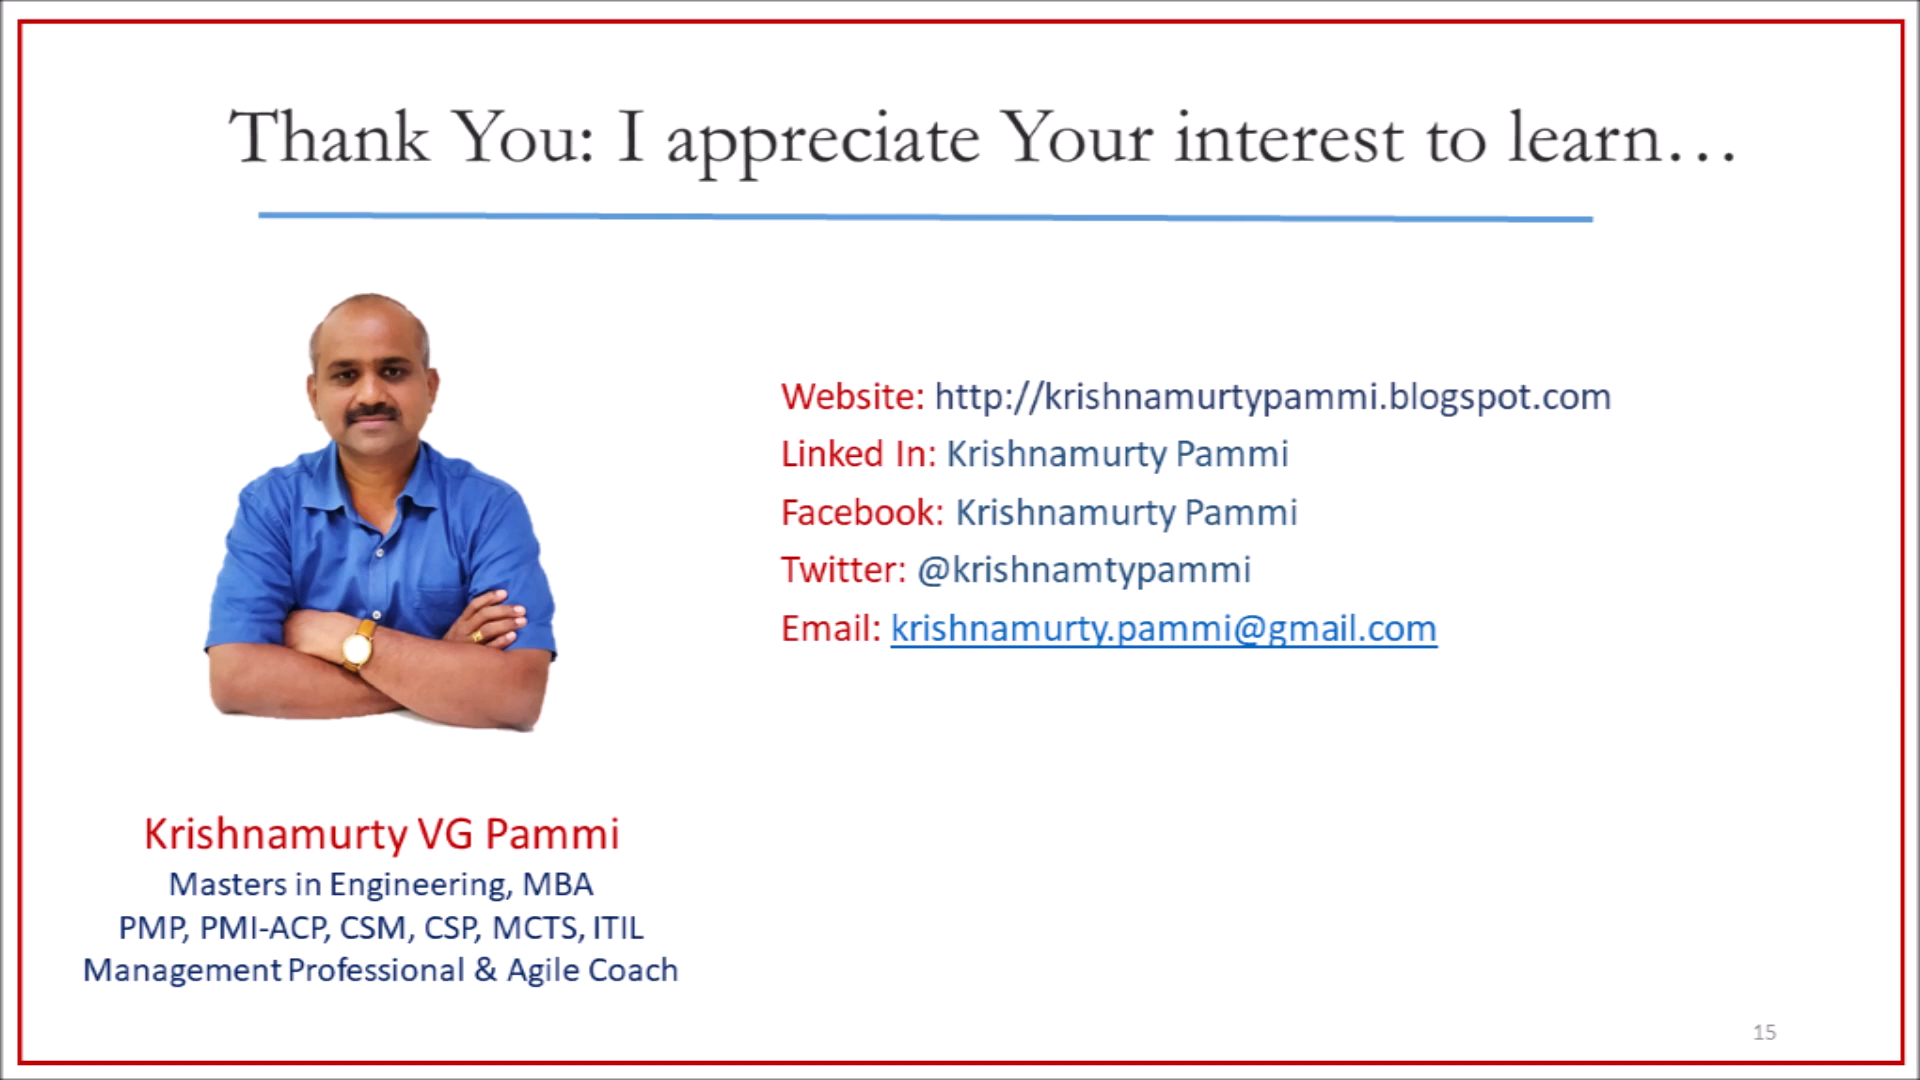 Thank You: I appreciate Your interest to learn…
Website: http://krishnamurtypammi.blogspot.com
Linked In: Krishnamurty Pammi
Facebook: Krishnamurty Pammi
Twitter: @krishnamtypammi
Email: krishnamurty.pammi@gmail.com
Krishnamurty VG Pammi
Masters in Engineering, MBA
PMP, PMI-ACP, CSM, CSP, MCTS, ITIL
Management Professional & Agile Coach
15